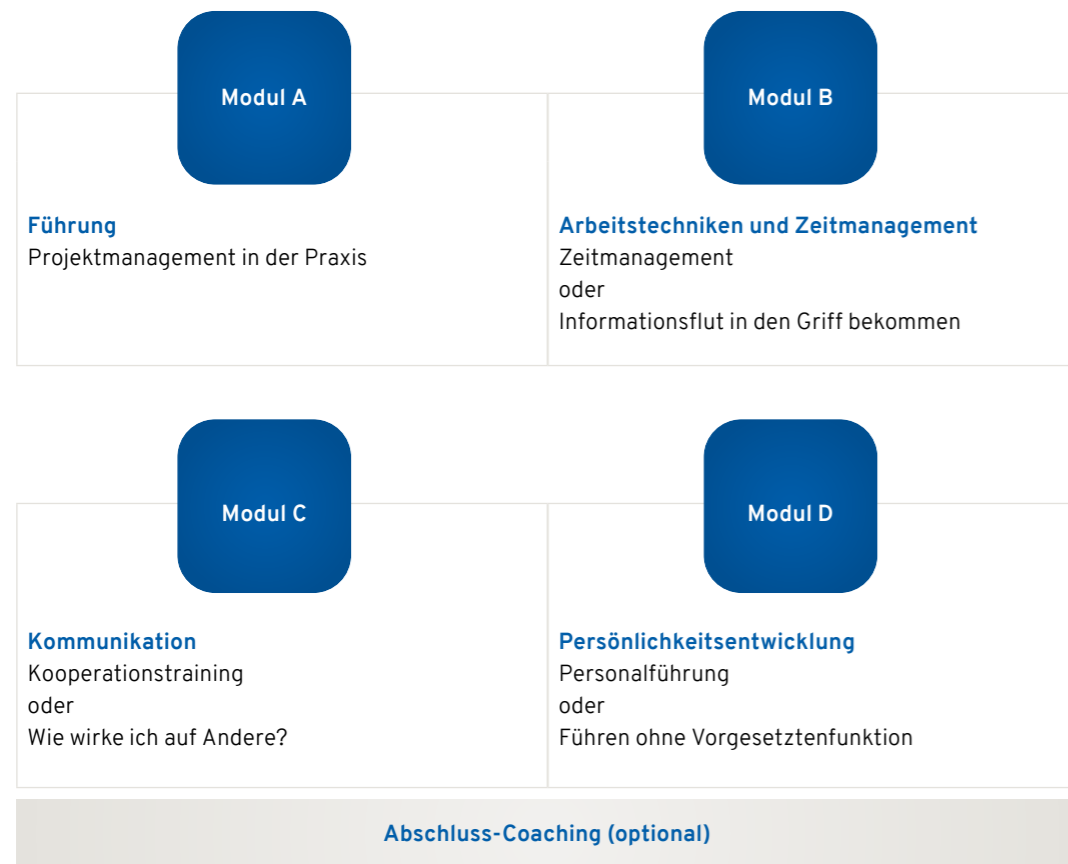 Modul A
Führung
Projektmanagement in der Praxis
Modul B
Arbeitstechniken und Zeitmanagement
Zeitmanagement
oder
Informationsflut in den Griff bekommen
Modul C
Kommunikation
Kooperationstraining
oder
Wie wirke ich auf Andere?
Modul D
Persönlichkeitsentwicklung
Personalführung
oder
Führen ohne Vorgesetztenfunktion
Abschluss-Coaching (optional)